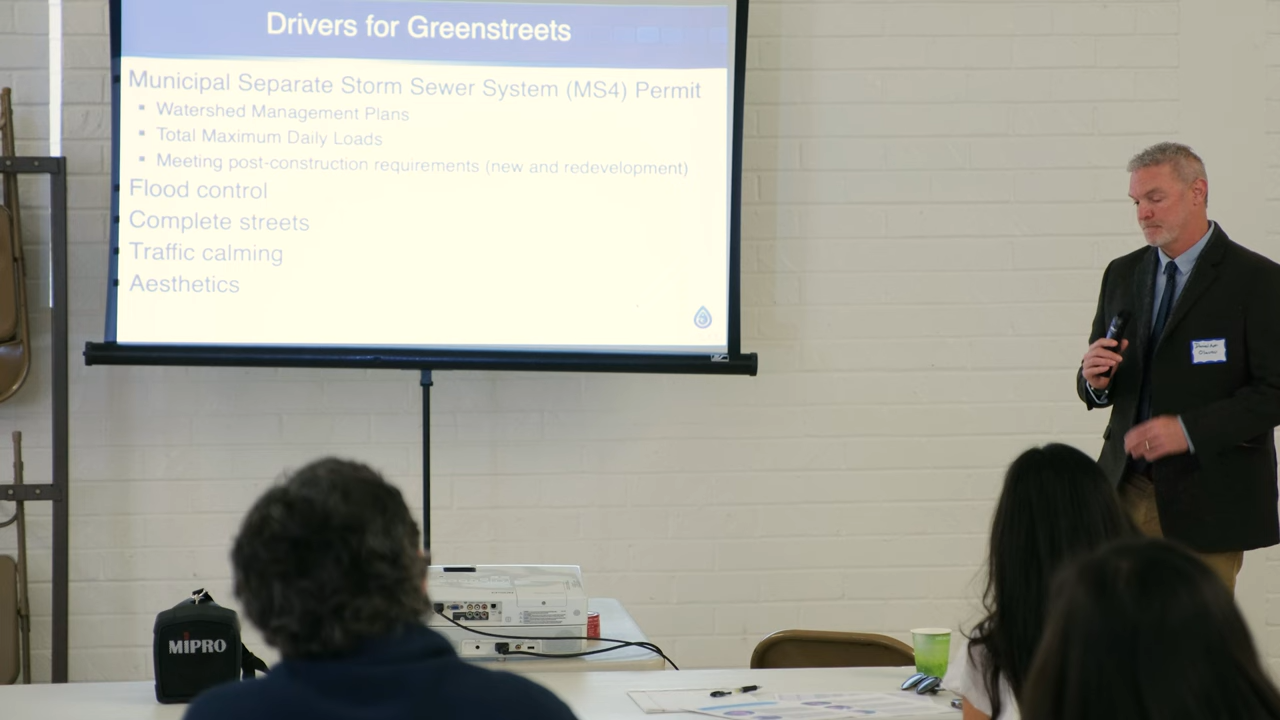 Drivers for Greenstreets
Municipal Separate Storm Sewer System (MS4) Permit
▪ Watershed Management Plans
▪ Total Maximum Daily Loads
▪ Meeting post-construction requirements (new and redevelopment)
Flood control
Complete streets
Traffic calming
Aesthetics
MIPRO